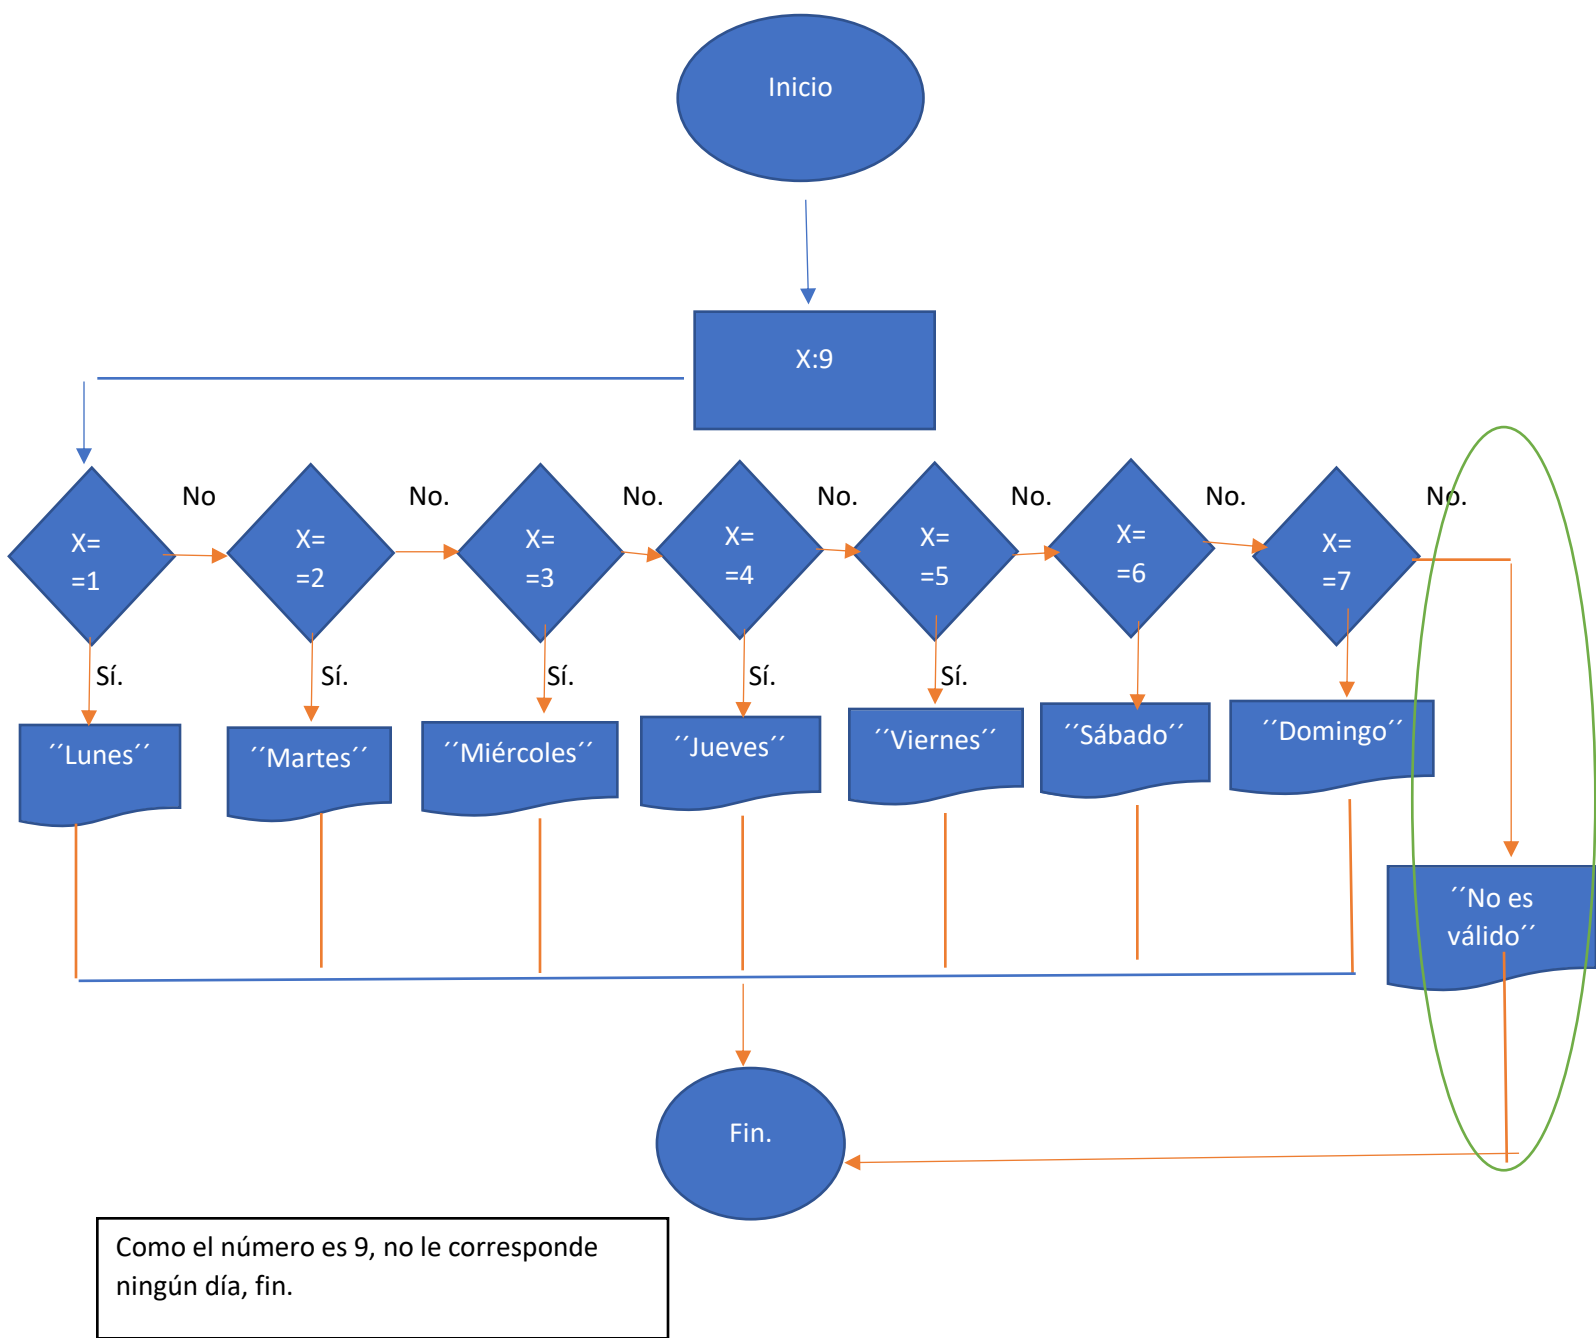 Inicio
X:9
No
No.
No.
No.
No.
No.
No.
X=
=1
X=
=2
X=
=3
X=
=4
X=
=5
X=
=6
X=
=7
Sí.
Sí.
Sí.
Sí.
Sí.
´´Lunes´´
´´Martes´´
´´Miércoles´´
´´Jueves´´
´´Viernes´´
´´Sábado´´
´´Domingo´´
´´No es
válido´´
Fin.
Como el número es 9, no le corresponde
ningún día, fin.